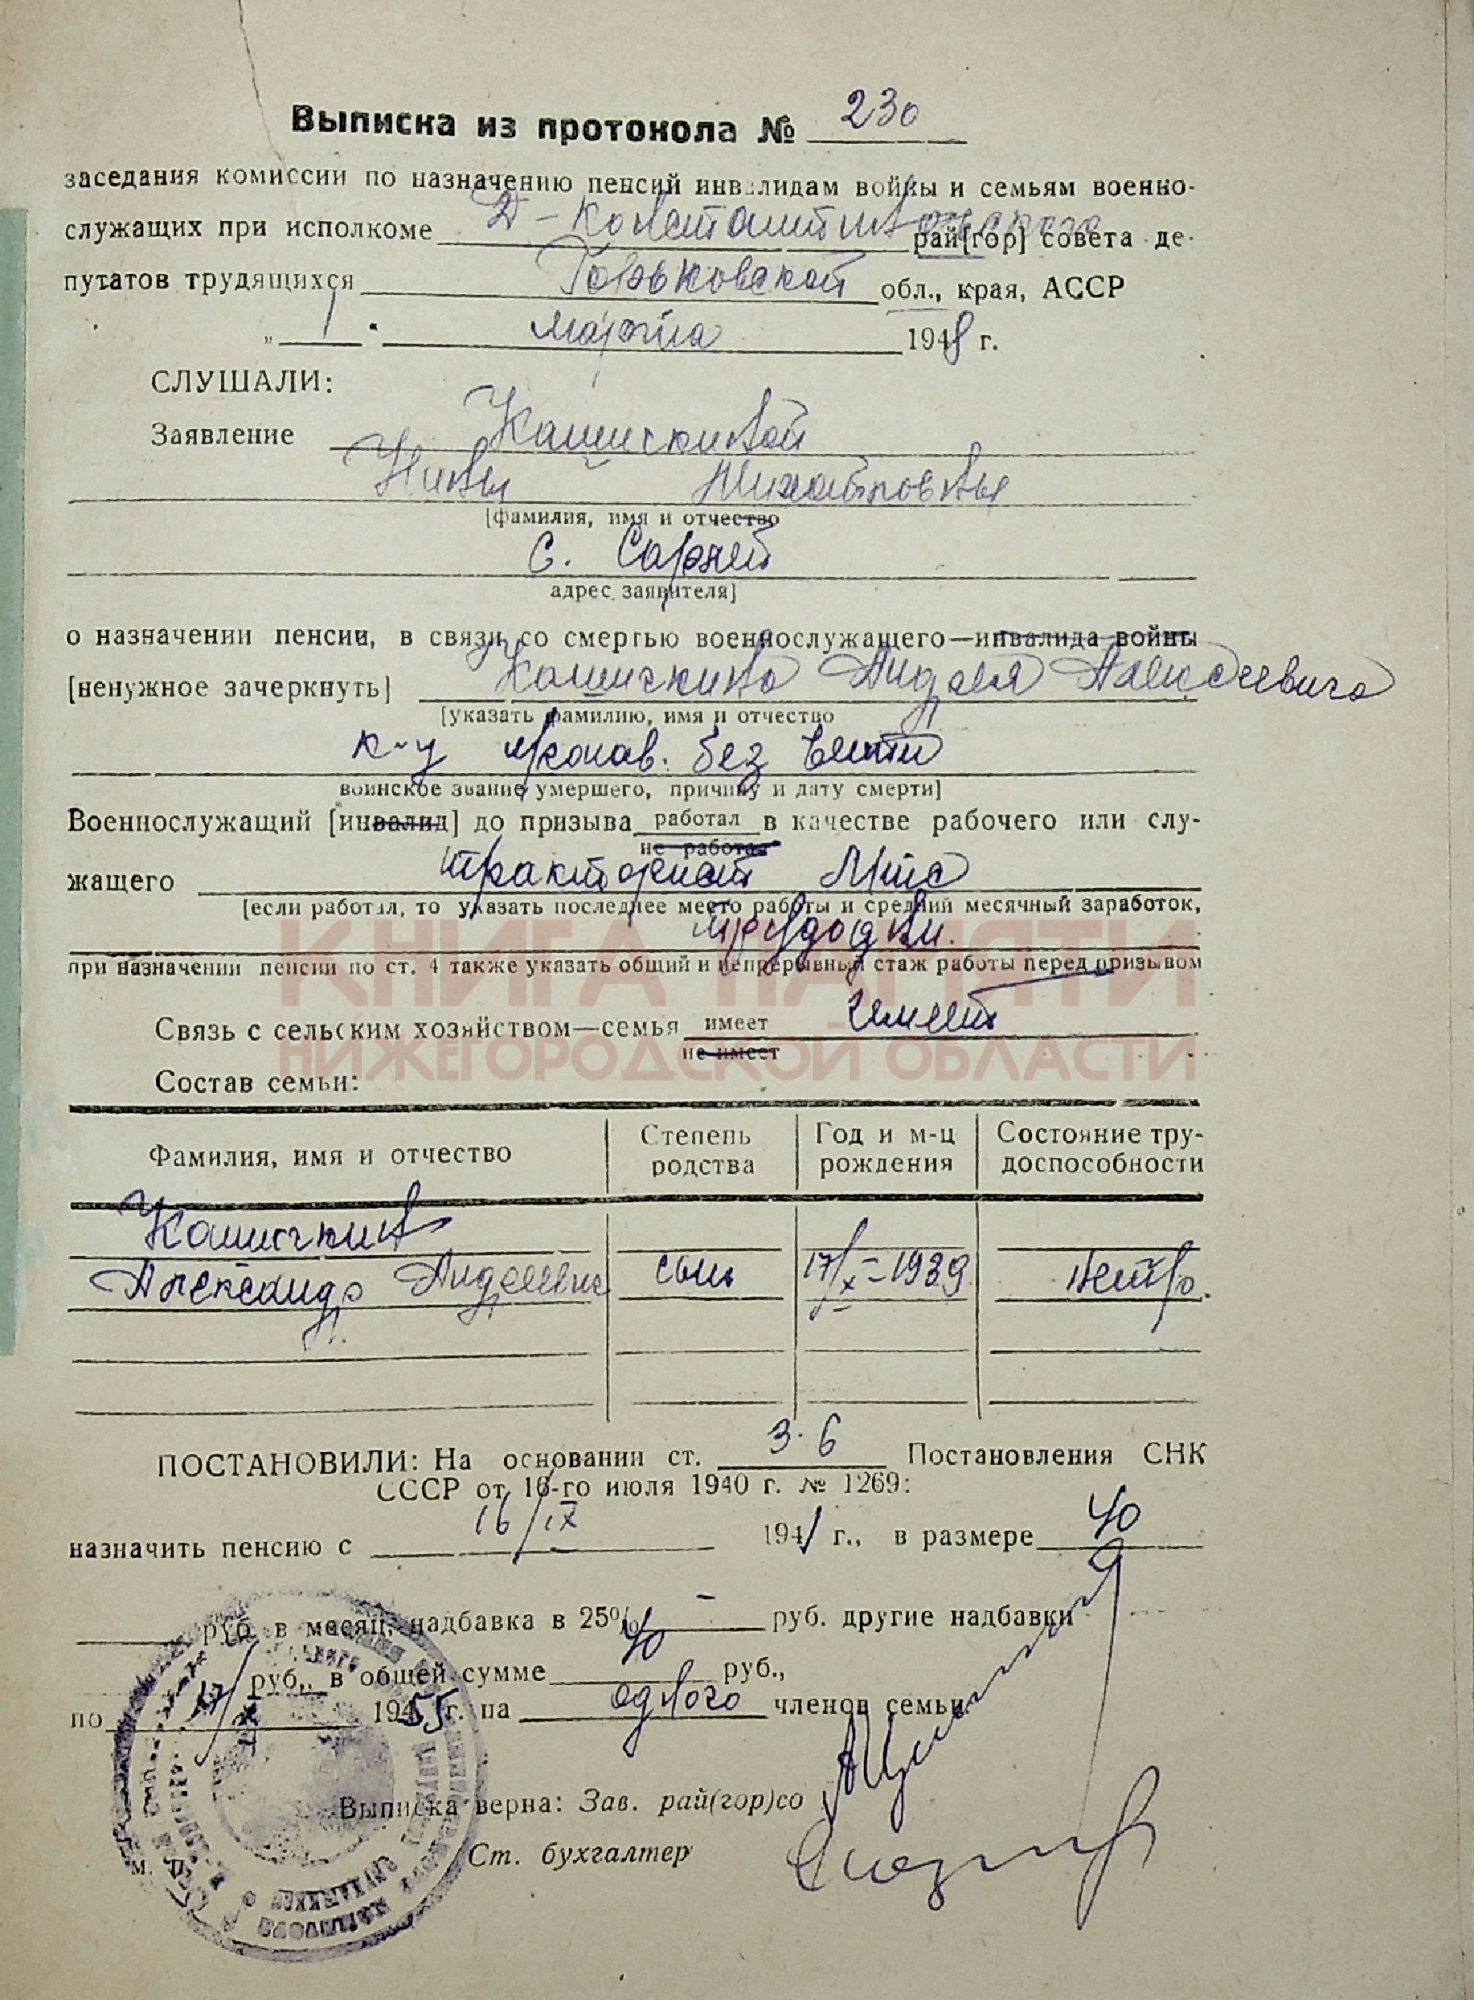 Выписка из протокола № 230
заседания комиссии по назначению пенсий инвалидам войны и семьям военно-
служащих при исполкоме Д-Константиновского рай[гор] совета де-
путатов трудящихся Горьковской обл., края, АССР
„ 1 " марта 1948 г.
СЛУШАЛИ:
Заявление Камискиной
Нины Михайловны
[фамилия, имя и отчество
с. Сарлей
адрес заявителя]
о назначении пенсии, в связи со смертью военнослужащего—инвалида войны
[ненужное зачеркнуть] Андрея Алексеевича
[указать фамилию, имя и отчество
к-ц пропав. без вести
воинское звание умершего, причину и дату смерти]
Военнослужащий [инвалид] до призыва работал в качестве рабочего или слу-
не работал
жащего тракторист Мтс
[если работал, то указать последнее место работы и средний месячный заработок,
трудодни.
при назначении пенсии по ст. 4 также указать общий и непрерывный стаж работы перед призывом
КНИГА ПАМЯТИ
Связь с сельским хозяйством—семья имеет имеет
не имеет
НИЖЕГОРОДСКОЙ ОБЛАСТИ
Состав семьи:
Фамилия, имя и отчество Степень родства Год и м-ц рождения Состояние тру-доспособности
Александр Андреевич сын 17/X-1939 нетр.
ПОСТАНОВИЛИ: На основании ст. 3.6 Постановления СНК
СССР от 16-го июля 1940 г. № 1269:
назначить пенсию с 16/IX 1941 г., в размере 40
руб. в месяц, надбавка в 25% – руб. другие надбавки
руб., в общей сумме 40 руб.,
по 17/X 1955 г. на одного членов семьи
Выписка верна: Зав. рай(гор)со
м. п. Ст. бухгалтер